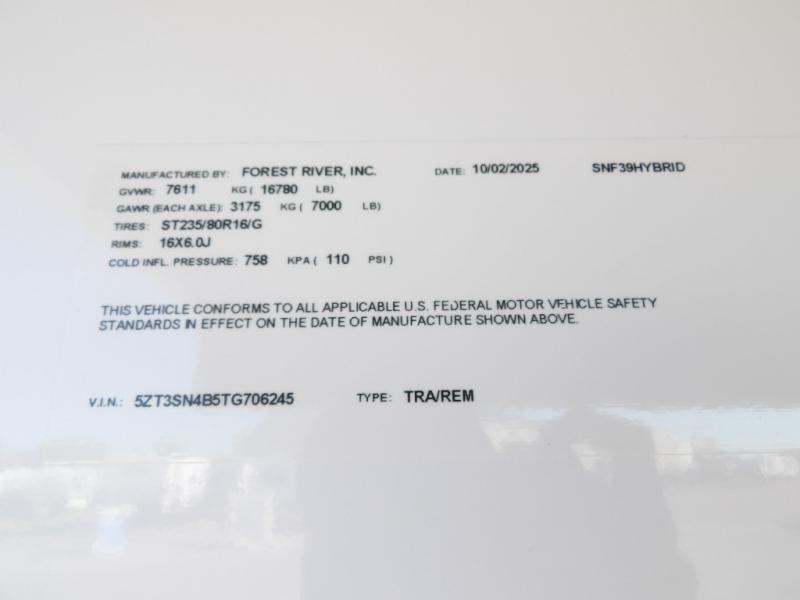 MANUFACTURED BY: FOREST RIVER, INC. DATE: 10/02/2025 SNF39HYBRID
GVWR: 7611 KG ( 16780 LB)
GAWR (EACH AXLE): 3175 KG ( 7000 LB)
TIRES: ST235/80R16/G
RIMS: 16X6.0J
COLD INFL. PRESSURE: 758 KPA ( 110 PSI )
THIS VEHICLE CONFORMS TO ALL APPLICABLE U.S. FEDERAL MOTOR VEHICLE SAFETY
STANDARDS IN EFFECT ON THE DATE OF MANUFACTURE SHOWN ABOVE.
V.I.N.: 5ZT3SN4B5TG706245 TYPE: TRA/REM